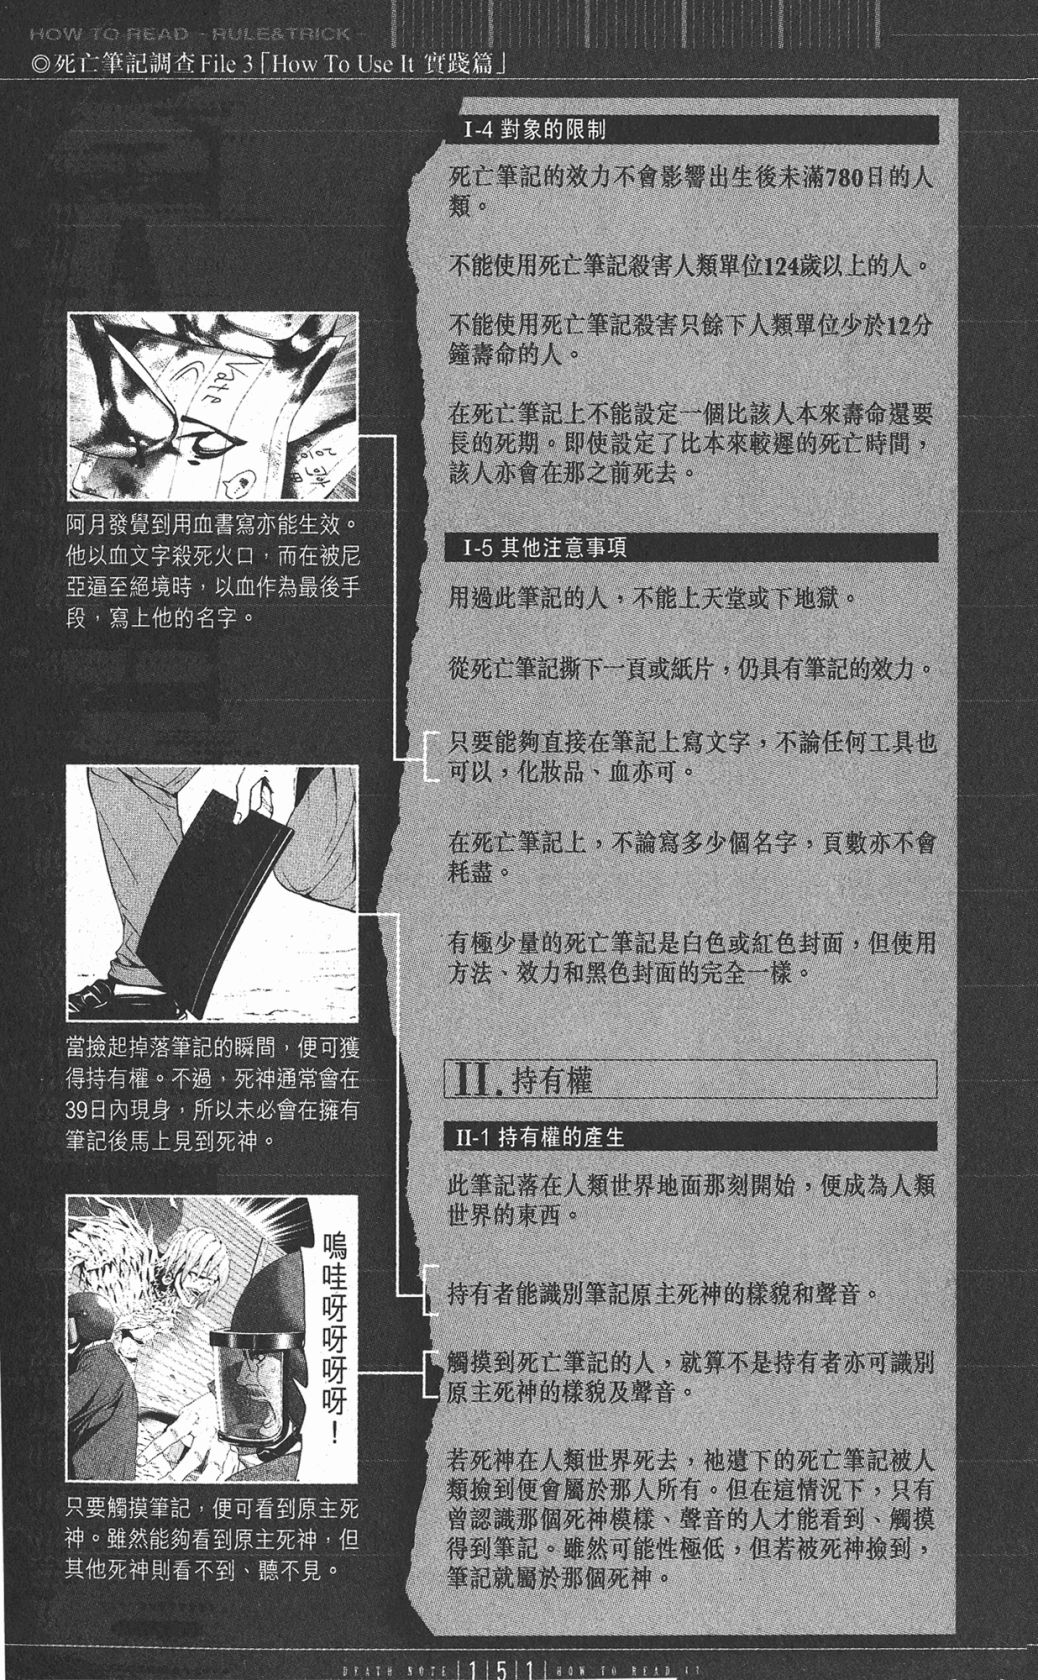 HOW TO READ - RULE&TRICK -
◎死亡筆記調查File 3「How To Use It 實踐篇」
I-4 對象的限制
死亡筆記的效力不會影響出生後未滿780日的人
類。
不能使用死亡筆記殺害人類單位124歲以上的人。
不能使用死亡筆記殺害只餘下人類單位少於12分
鐘壽命的人。
在死亡筆記上不能設定一個比該人本來壽命還要
長的死期。即使設定了比本來較遲的死亡時間，
該人亦會在那之前死去。
Nate
阿月發覺到用血書寫亦能生效。
他以血文字殺死火口，而在被尼
亞逼至絕境時，以血作為最後手
段，寫上他的名字。
I-5 其他注意事項
用過此筆記的人，不能上天堂或下地獄。
從死亡筆記撕下一頁或紙片，仍具有筆記的效力。
只要能夠直接在筆記上寫文字，不論任何工具也
可以，化妝品、血亦可。
在死亡筆記上，不論寫多少個名字，頁數亦不會
耗盡。
有極少量的死亡筆記是白色或紅色封面，但使用
方法、效力和黑色封面的完全一樣。
當撿起掉落筆記的瞬間，便可獲
得持有權。不過，死神通常會在
39日內現身，所以未必會在擁有
筆記後馬上見到死神。
II. 持有權
II-1 持有權的產生
此筆記落在人類世界地面那刻開始，便成為人類
世界的東西。
持有者能識別筆記原主死神的樣貌和聲音。
觸摸到死亡筆記的人，就算不是持有者亦可識別
原主死神的樣貌及聲音。
若死神在人類世界死去，祂遺下的死亡筆記被人
類撿到便會屬於那人所有。但在這情況下，只有
曾認識那個死神模樣、聲音的人才能看到、觸摸
得到筆記。雖然可能性極低，但若被死神撿到，
筆記就屬於那個死神。
嗚哇呀呀呀呀！
只要觸摸筆記，便可看到原主死
神。雖然能夠看到原主死神，但
其他死神則看不到、聽不見。
DEATH NOTE |1|5|1| HOW TO READ 13